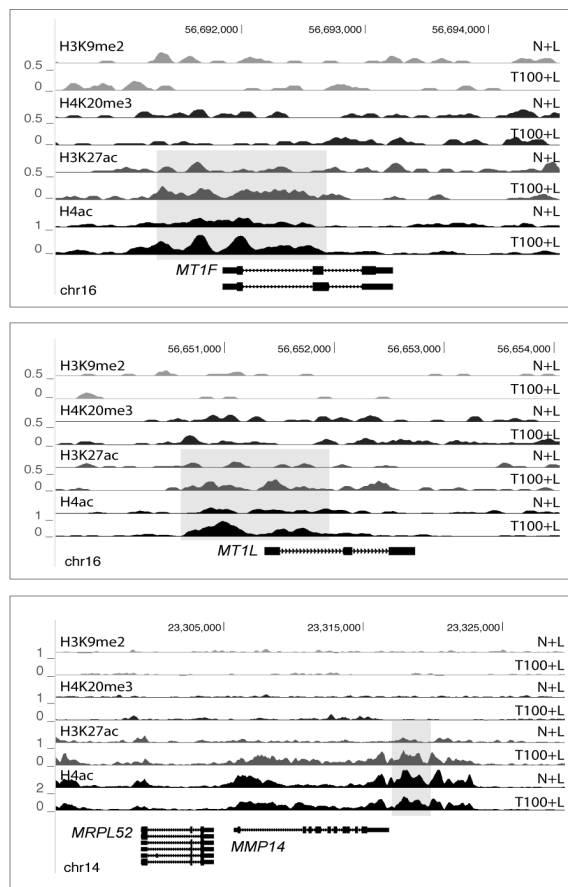 56,692,000 56,693,000 56,694,000
H3K9me2 N+L
0.5
T100+L
0
H4K20me3 N+L
0.5
T100+L
0
H3K27ac N+L
0.5
T100+L
0
H4ac N+L
1
T100+L
0
MT1F
chr16
56,651,000 56,652,000 56,653,000 56,654,000
H3K9me2 N+L
0.5
T100+L
0
H4K20me3 N+L
0.5
T100+L
0
H3K27ac N+L
0.5
T100+L
0
H4ac N+L
1
T100+L
0
MT1L
chr16
23,305,000 23,315,000 23,325,000
H3K9me2 N+L
1
T100+L
0
H4K20me3 N+L
1
T100+L
0
H3K27ac N+L
1
T100+L
0
H4ac N+L
2
T100+L
0
MRPL52 MMP14
chr14